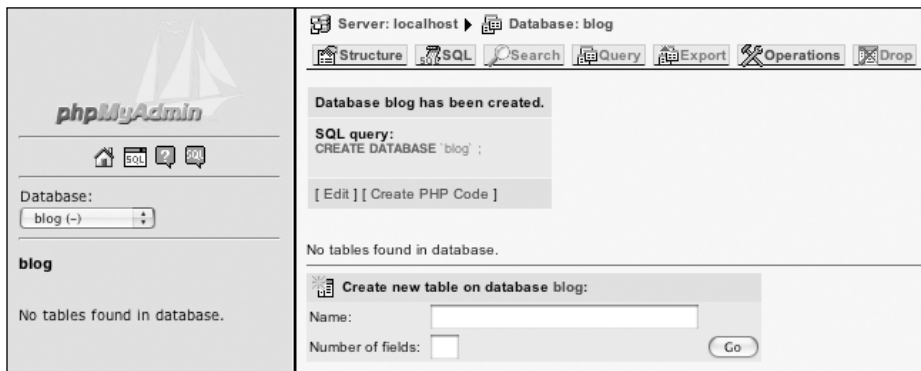 phpMyAdmin
Database:
blog (-)
blog
No tables found in database.
Server: localhost Database: blog
Structure SQL Search Query Export Operations Drop
Database blog has been created.
SQL query:
CREATE DATABASE `blog` ;
[ Edit ] [ Create PHP Code ]
No tables found in database.
Create new table on database blog:
Name:
Number of fields:
Go